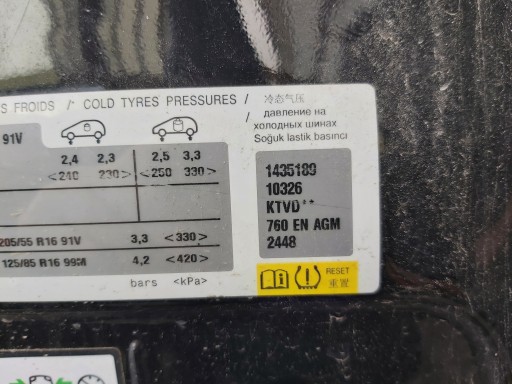 S FROIDS / COLD TYRES PRESSURES / 冷态气压
/ давление на
холодных шинах
Soğuk lastik basıncı
91V
2,4 2,3 2,5 3,3
<240 230> <250 330>
205/55 R16 91V 3,3 <330>
125/85 R16 99M 4,2 <420>
bars <kPa>
1435189
10326
KTVD**
760 EN AGM
2448
RESET
重置